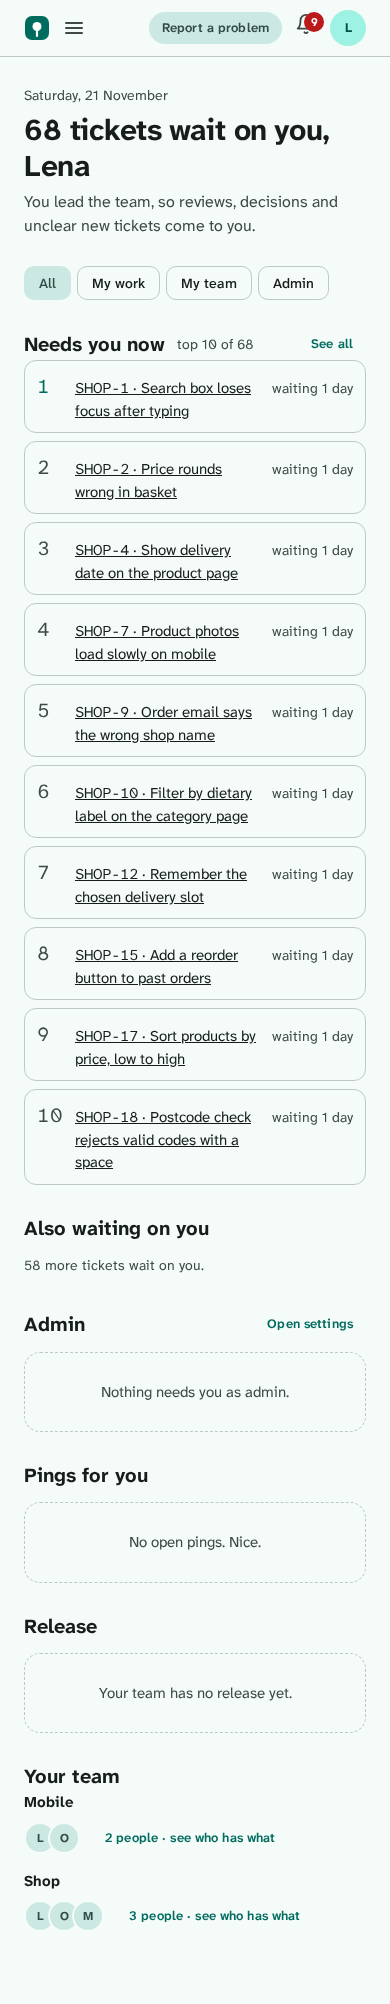 Report a problem
9
L
Saturday, 21 November
68 tickets wait on you,
Lena
You lead the team, so reviews, decisions and
unclear new tickets come to you.
All
My work
My team
Admin
Needs you now top 10 of 68 See all
1 SHOP-1 · Search box loses waiting 1 day
focus after typing
2 SHOP-2 · Price rounds waiting 1 day
wrong in basket
3 SHOP-4 · Show delivery waiting 1 day
date on the product page
4 SHOP-7 · Product photos waiting 1 day
load slowly on mobile
5 SHOP-9 · Order email says waiting 1 day
the wrong shop name
6 SHOP-10 · Filter by dietary waiting 1 day
label on the category page
7 SHOP-12 · Remember the waiting 1 day
chosen delivery slot
8 SHOP-15 · Add a reorder waiting 1 day
button to past orders
9 SHOP-17 · Sort products by waiting 1 day
price, low to high
10 SHOP-18 · Postcode check waiting 1 day
rejects valid codes with a
space
Also waiting on you
58 more tickets wait on you.
Admin Open settings
Nothing needs you as admin.
Pings for you
No open pings. Nice.
Release
Your team has no release yet.
Your team
Mobile
L O 2 people · see who has what
Shop
L O M 3 people · see who has what